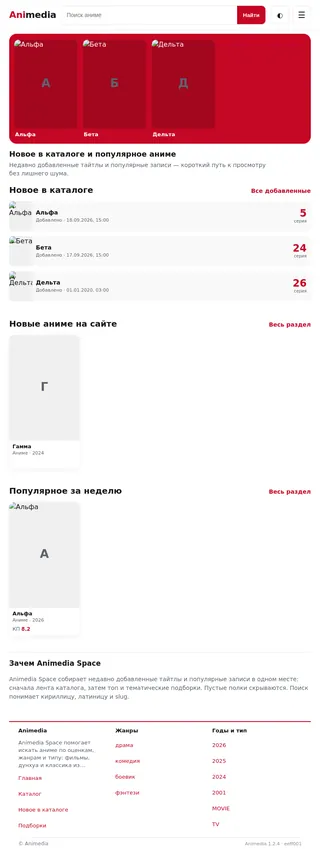 Animedia
Поиск аниме
Найти
Альфа
Бета
Дельта
А
Б
Д
Альфа
Бета
Дельта
Новое в каталоге и популярное аниме
Недавно добавленные тайтлы и популярные записи — короткий путь к просмотру
без лишнего шума.
Новое в каталоге
Все добавленные
Альфа
Альфа
Добавлено · 18.09.2026, 15:00
5
серия
Бета
Бета
Добавлено · 17.09.2026, 15:00
24
серия
Дельта
Дельта
Добавлено · 01.01.2020, 03:00
26
серия
Новые аниме на сайте
Весь раздел
Г
Гамма
Аниме · 2024
Популярное за неделю
Весь раздел
Альфа
А
Альфа
Аниме · 2026
КП 8.2
Зачем Animedia Space
Animedia Space собирает недавно добавленные тайтлы и популярные записи в одном месте:
сначала лента каталога, затем топ и тематические подборки. Пустые полки скрываются. Поиск
понимает кириллицу, латиницу и slug.
Animedia
Animedia Space помогает
искать аниме по оценкам,
жанрам и типу: фильмы,
духуха и классика из…
Главная
Каталог
Новое в каталоге
Подборки
Жанры
драма
комедия
боевик
фэнтези
Годы и тип
2026
2025
2024
2001
MOVIE
TV
© Animedia